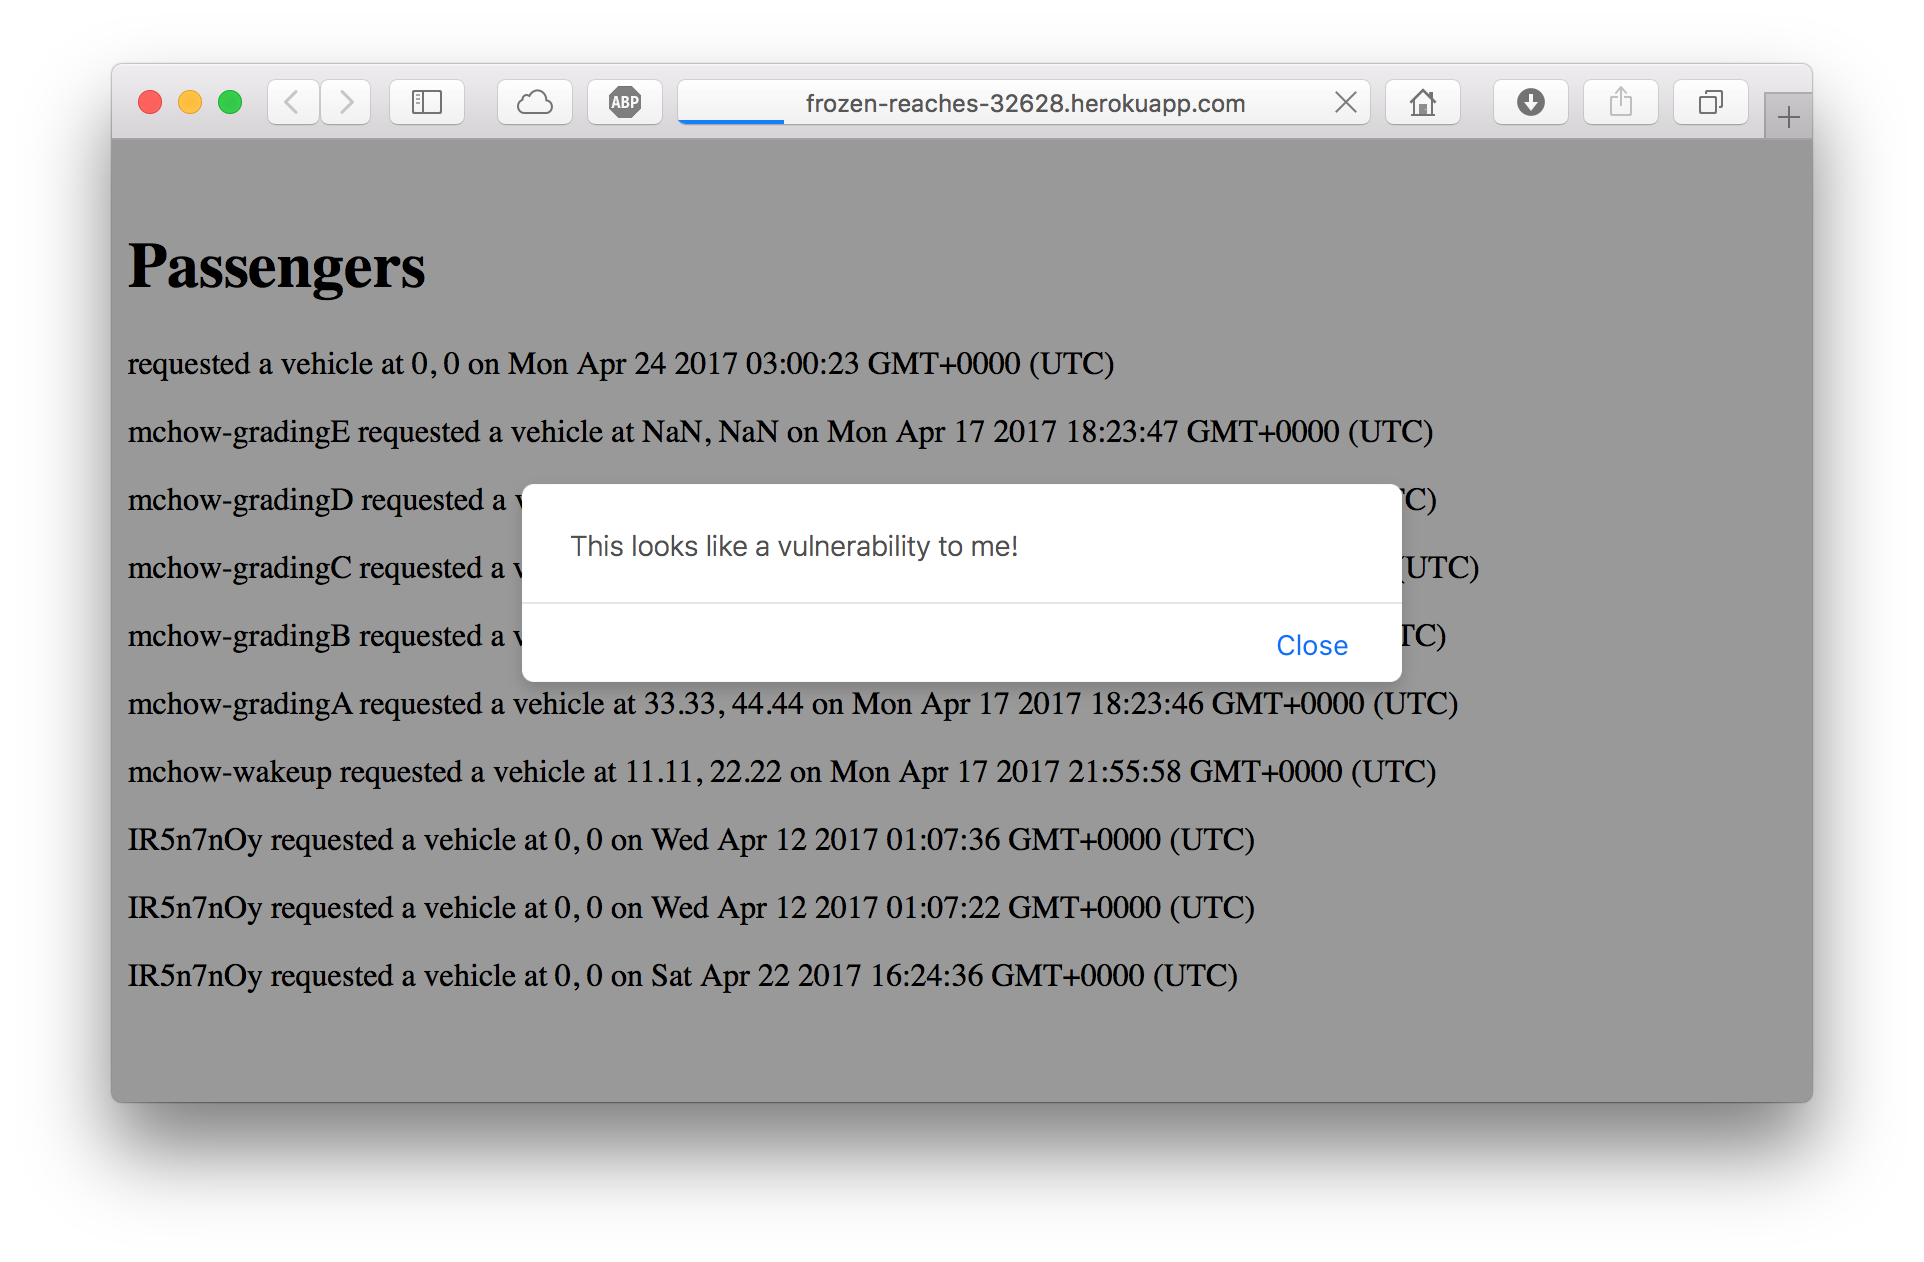 ABP
frozen-reaches-32628.herokuapp.com
Passengers
requested a vehicle at 0, 0 on Mon Apr 24 2017 03:00:23 GMT+0000 (UTC)
mchow-gradingE requested a vehicle at NaN, NaN on Mon Apr 17 2017 18:23:47 GMT+0000 (UTC)
mchow-gradingD requested a TC)
This looks like a vulnerability to me!
mchow-gradingC requested a (UTC)
mchow-gradingB requested a TC)
Close
mchow-gradingA requested a vehicle at 33.33, 44.44 on Mon Apr 17 2017 18:23:46 GMT+0000 (UTC)
mchow-wakeup requested a vehicle at 11.11, 22.22 on Mon Apr 17 2017 21:55:58 GMT+0000 (UTC)
IR5n7nOy requested a vehicle at 0, 0 on Wed Apr 12 2017 01:07:36 GMT+0000 (UTC)
IR5n7nOy requested a vehicle at 0, 0 on Wed Apr 12 2017 01:07:22 GMT+0000 (UTC)
IR5n7nOy requested a vehicle at 0, 0 on Sat Apr 22 2017 16:24:36 GMT+0000 (UTC)